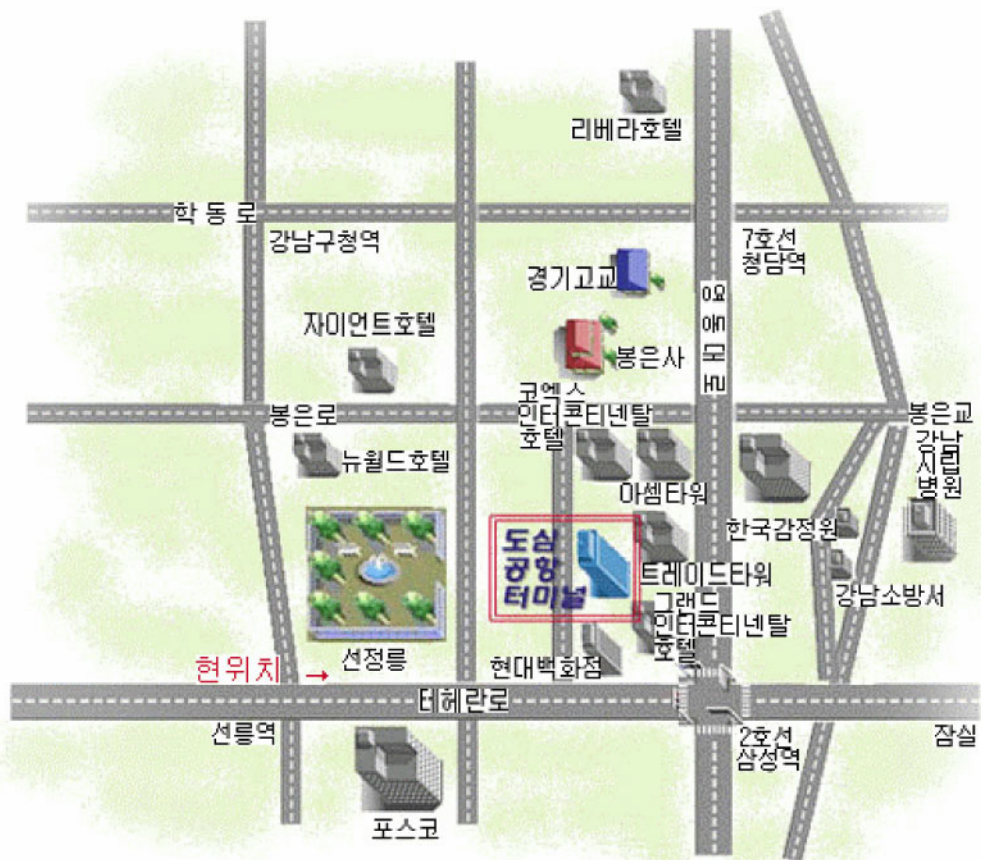 리베라호텔
학동로
강남구청역
7호선
청담역
경기고교
영동대로
자이언트호텔
봉은사
코엑스
인터콘티넨탈
호텔
봉은로
봉은교
강남
시립
병원
뉴월드호텔
아셈타워
한국감정원
도심
공항
터미널
트레이드타워
강남소방서
그랜드
인터콘티넨탈
호텔
선정릉
현대백화점
현위치 →
테헤란로
선릉역
2호선
삼성역
잠실
포스코